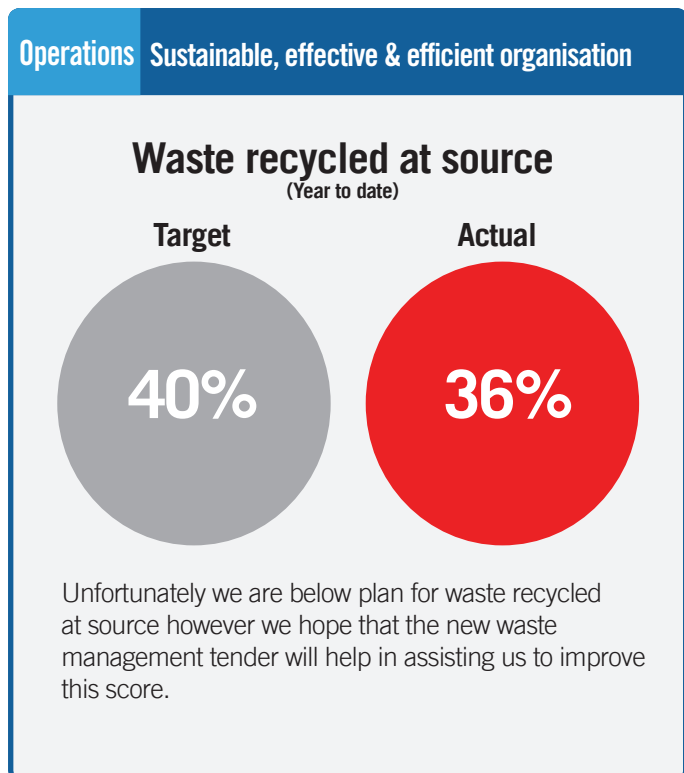 Operations Sustainable, effective & efficient organisation
Waste recycled at source
(Year to date)
Target Actual
40% 36%
Unfortunately we are below plan for waste recycled
at source however we hope that the new waste
management tender will help in assisting us to improve
this score.